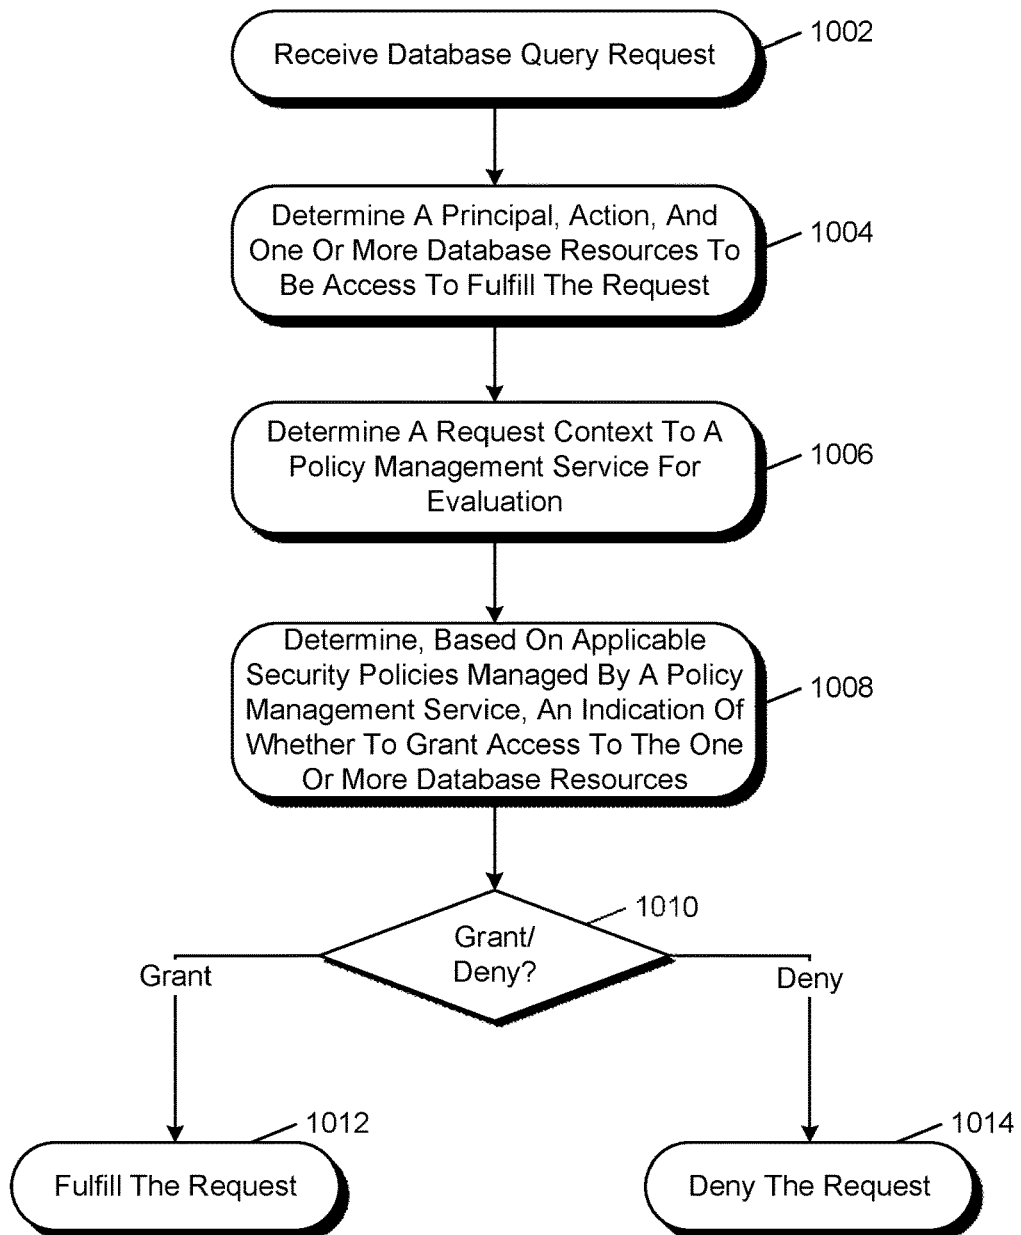 Receive Database Query Request
1002
Determine A Principal, Action, And
One Or More Database Resources To
Be Access To Fulfill The Request
1004
Determine A Request Context To A
Policy Management Service For
Evaluation
1006
Determine, Based On Applicable
Security Policies Managed By A Policy
Management Service, An Indication Of
Whether To Grant Access To The One
Or More Database Resources
1008
1010
Grant/
Deny?
Grant
Deny
1012
Fulfill The Request
1014
Deny The Request